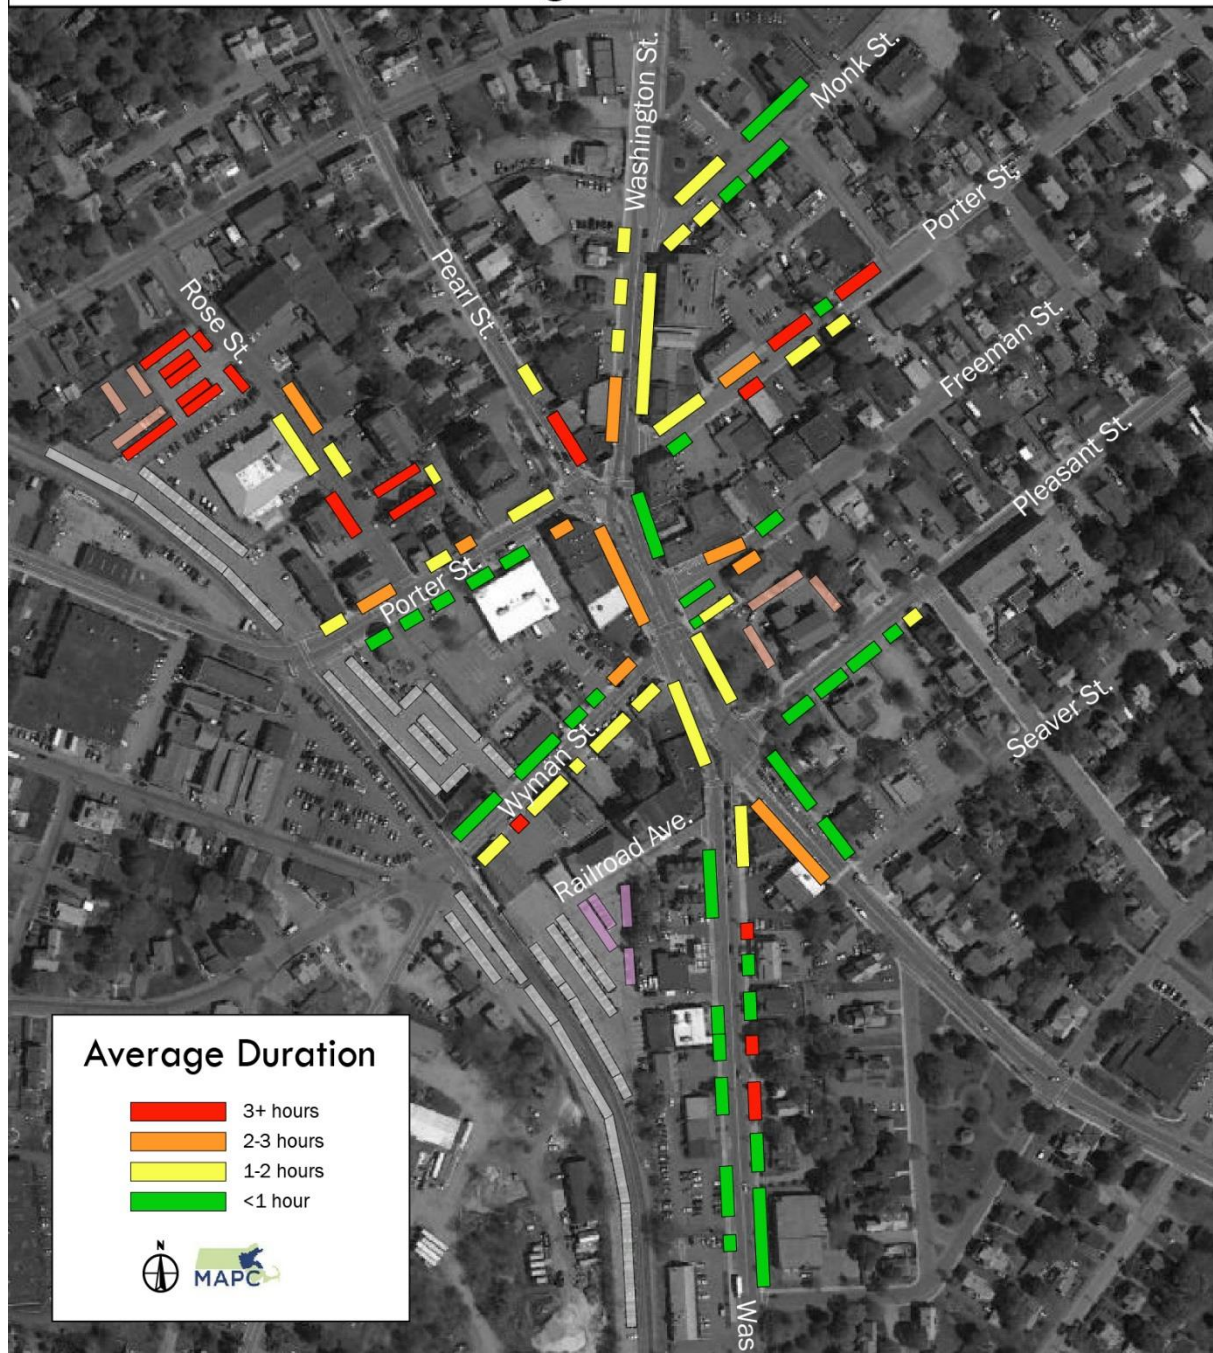 Washington St.
Monk St.
Porter St.
Pearl St.
Rose St.
Freeman St.
Pleasant St.
Porter St.
Seaver St.
Wyman St.
Railroad Ave.
Average Duration
3+ hours
2-3 hours
1-2 hours
<1 hour
N
MAPC
Was